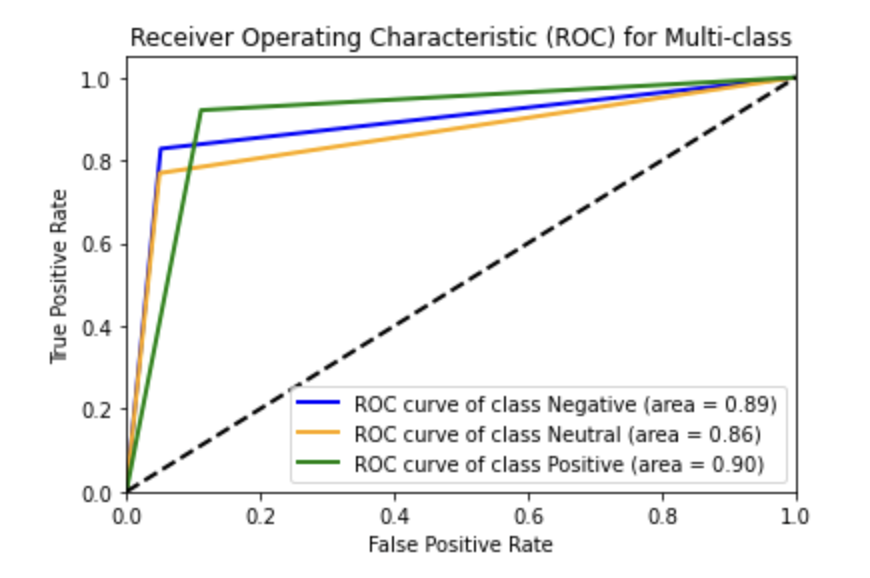 Receiver Operating Characteristic (ROC) for Multi-class
1.0
0.8
0.6
0.4
0.2
0.0
True Positive Rate
ROC curve of class Negative (area = 0.89)
ROC curve of class Neutral (area = 0.86)
ROC curve of class Positive (area = 0.90)
0.0 0.2 0.4 0.6 0.8 1.0
False Positive Rate